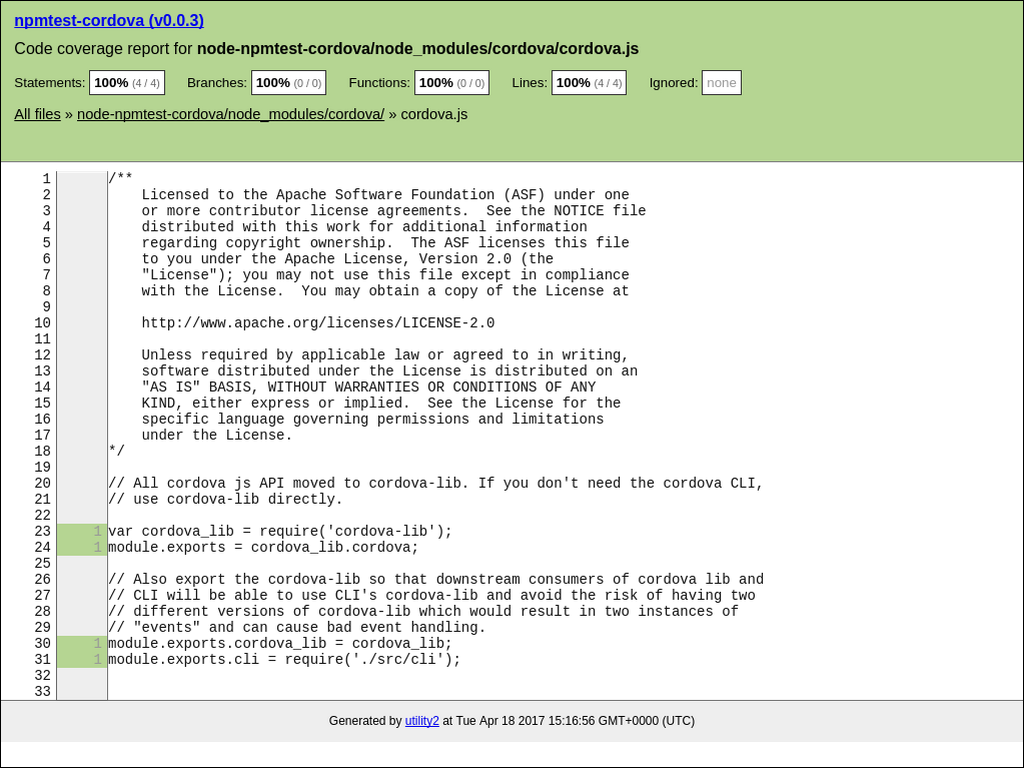 npmtest-cordova (v0.0.3)
Code coverage report for node-npmtest-cordova/node_modules/cordova/cordova.js
Statements: 100% (4 / 4) Branches: 100% (0 / 0) Functions: 100% (0 / 0) Lines: 100% (4 / 4) Ignored: none
All files » node-npmtest-cordova/node_modules/cordova/ » cordova.js
1 /**
2     Licensed to the Apache Software Foundation (ASF) under one
3     or more contributor license agreements.  See the NOTICE file
4     distributed with this work for additional information
5     regarding copyright ownership.  The ASF licenses this file
6     to you under the Apache License, Version 2.0 (the
7     "License"); you may not use this file except in compliance
8     with the License.  You may obtain a copy of the License at
9
10     http://www.apache.org/licenses/LICENSE-2.0
11
12     Unless required by applicable law or agreed to in writing,
13     software distributed under the License is distributed on an
14     "AS IS" BASIS, WITHOUT WARRANTIES OR CONDITIONS OF ANY
15     KIND, either express or implied.  See the License for the
16     specific language governing permissions and limitations
17     under the License.
18 */
19
20 // All cordova js API moved to cordova-lib. If you don't need the cordova CLI,
21 // use cordova-lib directly.
22
23 1 var cordova_lib = require('cordova-lib');
24 1 module.exports = cordova_lib.cordova;
25
26 // Also export the cordova-lib so that downstream consumers of cordova lib and
27 // CLI will be able to use CLI's cordova-lib and avoid the risk of having two
28 // different versions of cordova-lib which would result in two instances of
29 // "events" and can cause bad event handling.
30 1 module.exports.cordova_lib = cordova_lib;
31 1 module.exports.cli = require('./src/cli');
32
33
Generated by utility2 at Tue Apr 18 2017 15:16:56 GMT+0000 (UTC)